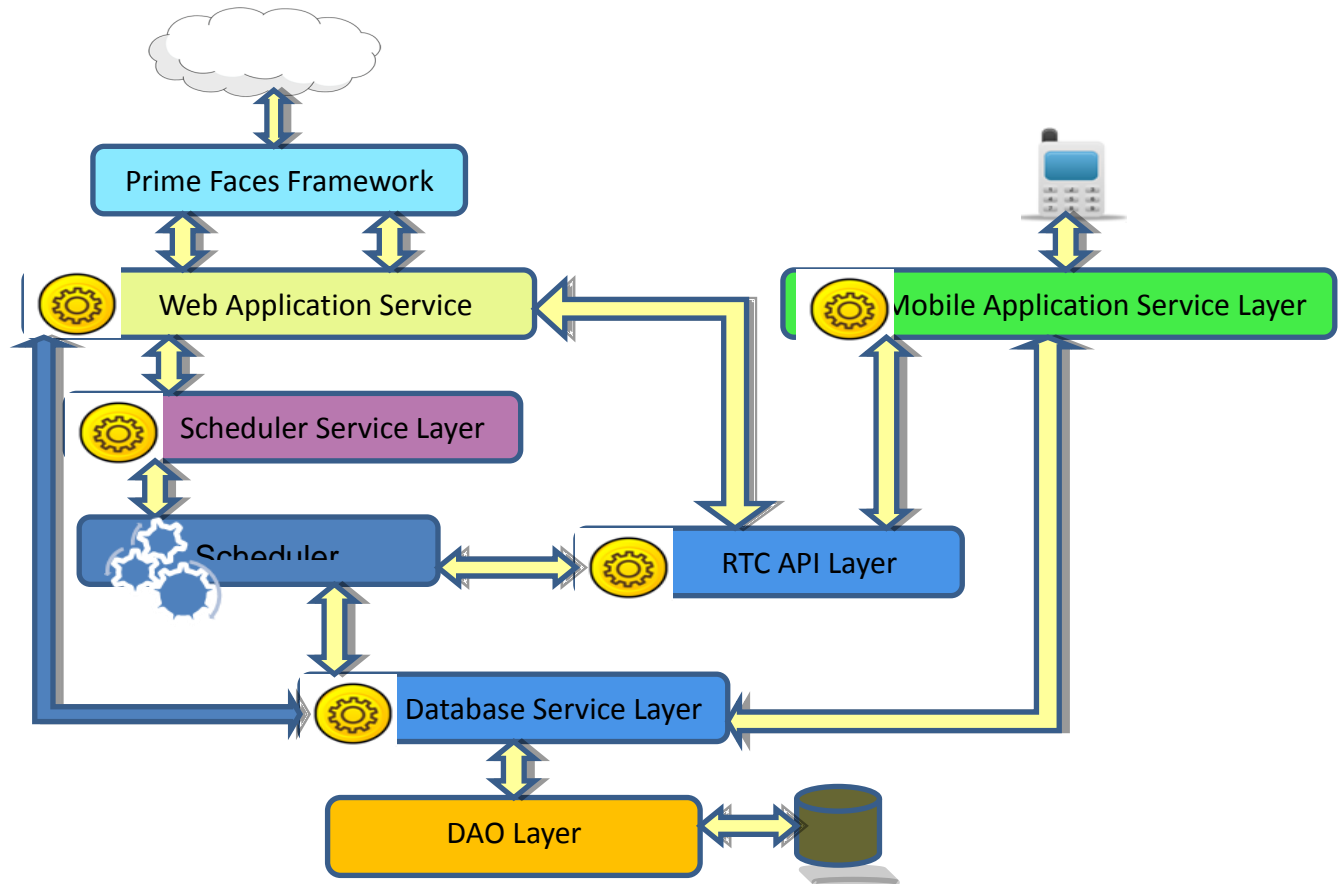 Prime Faces Framework
Web Application Service
Mobile Application Service Layer
Scheduler Service Layer
Scheduler
RTC API Layer
Database Service Layer
DAO Layer